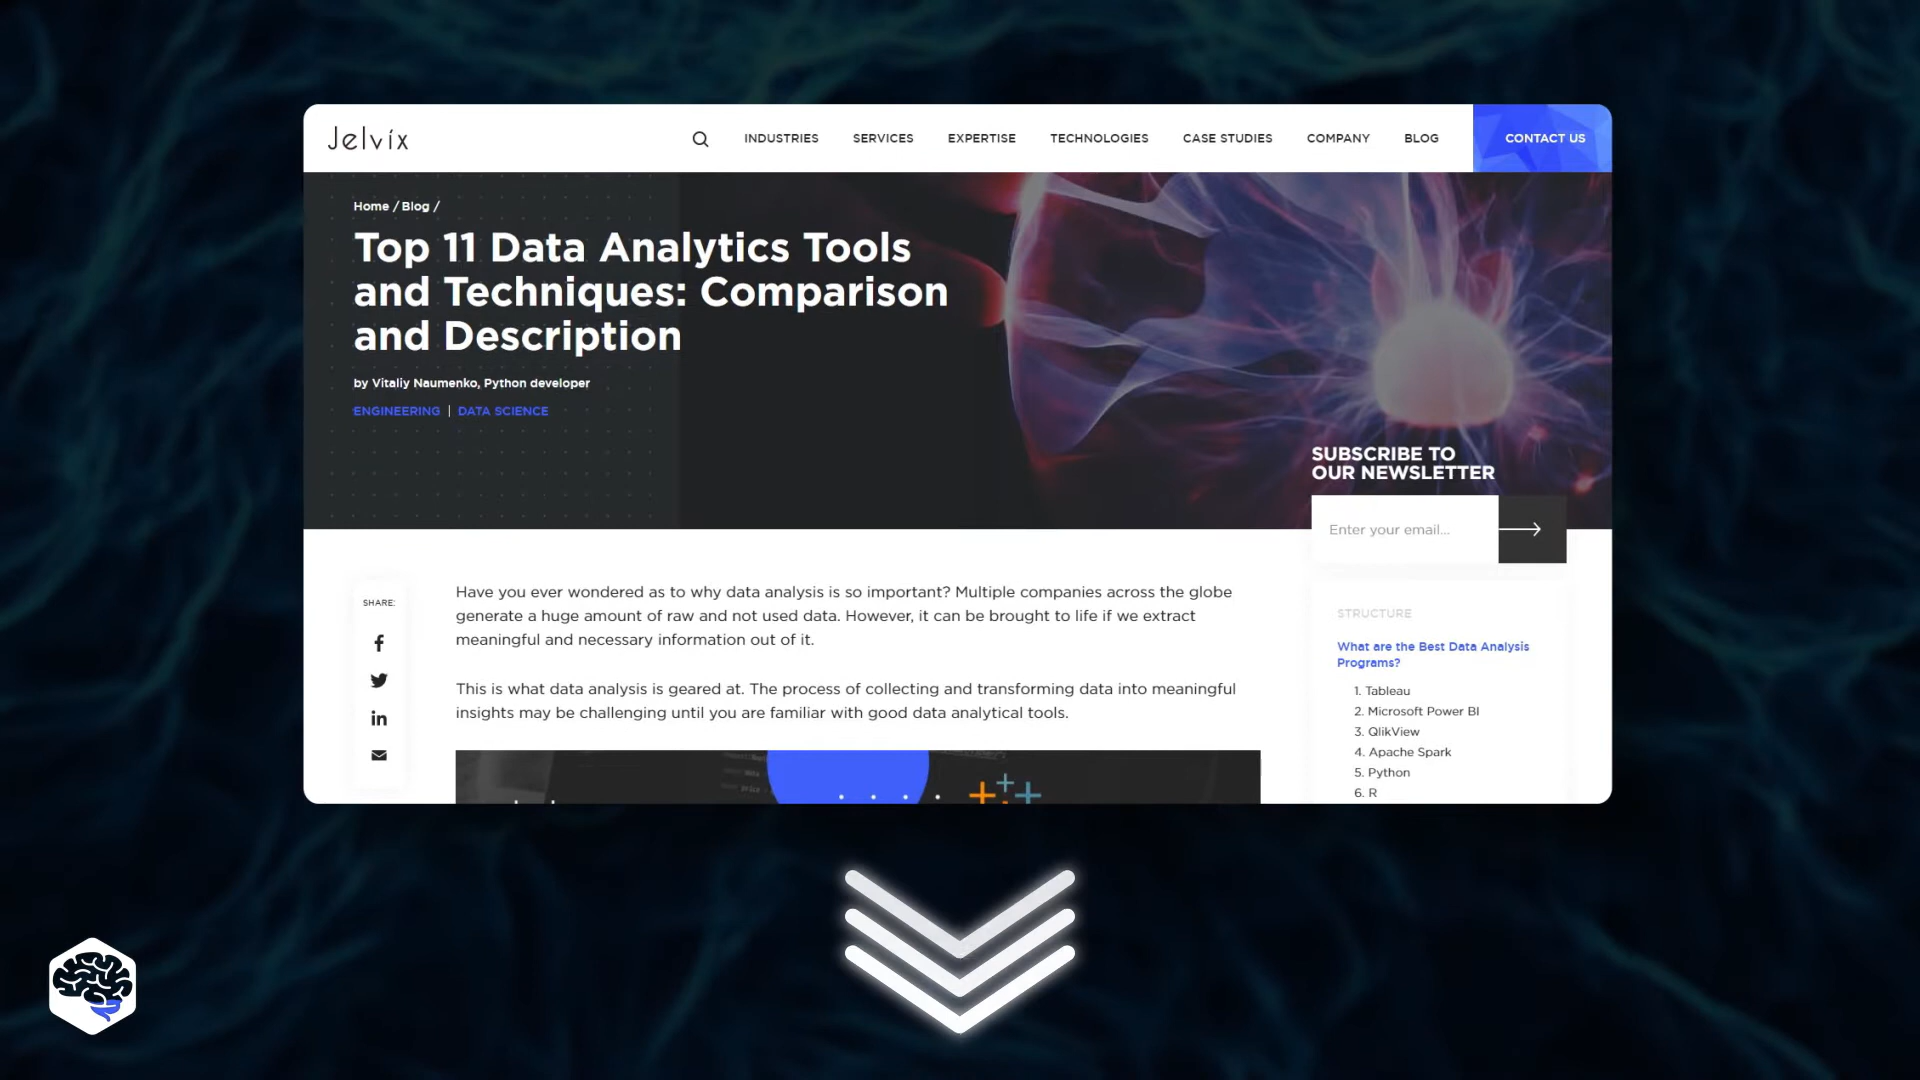 Jelvix
INDUSTRIES
SERVICES
EXPERTISE
TECHNOLOGIES
CASE STUDIES
COMPANY
BLOG
CONTACT US
Home / Blog /
Top 11 Data Analytics Tools
and Techniques: Comparison
and Description
by Vitaliy Naumenko, Python developer
ENGINEERING | DATA SCIENCE
SUBSCRIBE TO
OUR NEWSLETTER
Enter your email...
SHARE:
Have you ever wondered as to why data analysis is so important? Multiple companies across the globe
generate a huge amount of raw and not used data. However, it can be brought to life if we extract
meaningful and necessary information out of it.
This is what data analysis is geared at. The process of collecting and transforming data into meaningful
insights may be challenging until you are familiar with good data analytical tools.
STRUCTURE
What are the Best Data Analysis
Programs?
1. Tableau
2. Microsoft Power BI
3. QlikView
4. Apache Spark
5. Python
6. R